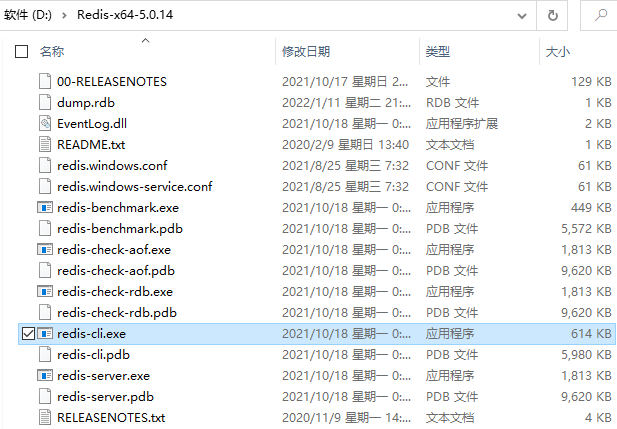 软件 (D:) > Redis-x64-5.0.14
名称 修改日期 类型 大小
00-RELEASENOTES 2021/10/17 星期日 2... 文件 129 KB
dump.rdb 2022/1/11 星期二 21:... RDB 文件 1 KB
EventLog.dll 2021/10/18 星期一 0:... 应用程序扩展 2 KB
README.txt 2020/2/9 星期日 13:40 文本文档 1 KB
redis.windows.conf 2021/8/25 星期三 7:32 CONF 文件 61 KB
redis.windows-service.conf 2021/8/25 星期三 7:32 CONF 文件 61 KB
redis-benchmark.exe 2021/10/18 星期一 0:... 应用程序 449 KB
redis-benchmark.pdb 2021/10/18 星期一 0:... PDB 文件 5,572 KB
redis-check-aof.exe 2021/10/18 星期一 0:... 应用程序 1,813 KB
redis-check-aof.pdb 2021/10/18 星期一 0:... PDB 文件 9,620 KB
redis-check-rdb.exe 2021/10/18 星期一 0:... 应用程序 1,813 KB
redis-check-rdb.pdb 2021/10/18 星期一 0:... PDB 文件 9,620 KB
redis-cli.exe 2021/10/18 星期一 0:... 应用程序 614 KB
redis-cli.pdb 2021/10/18 星期一 0:... PDB 文件 5,980 KB
redis-server.exe 2021/10/18 星期一 0:... 应用程序 1,813 KB
redis-server.pdb 2021/10/18 星期一 0:... PDB 文件 9,620 KB
RELEASENOTES.txt 2020/11/9 星期一 14:... 文本文档 4 KB